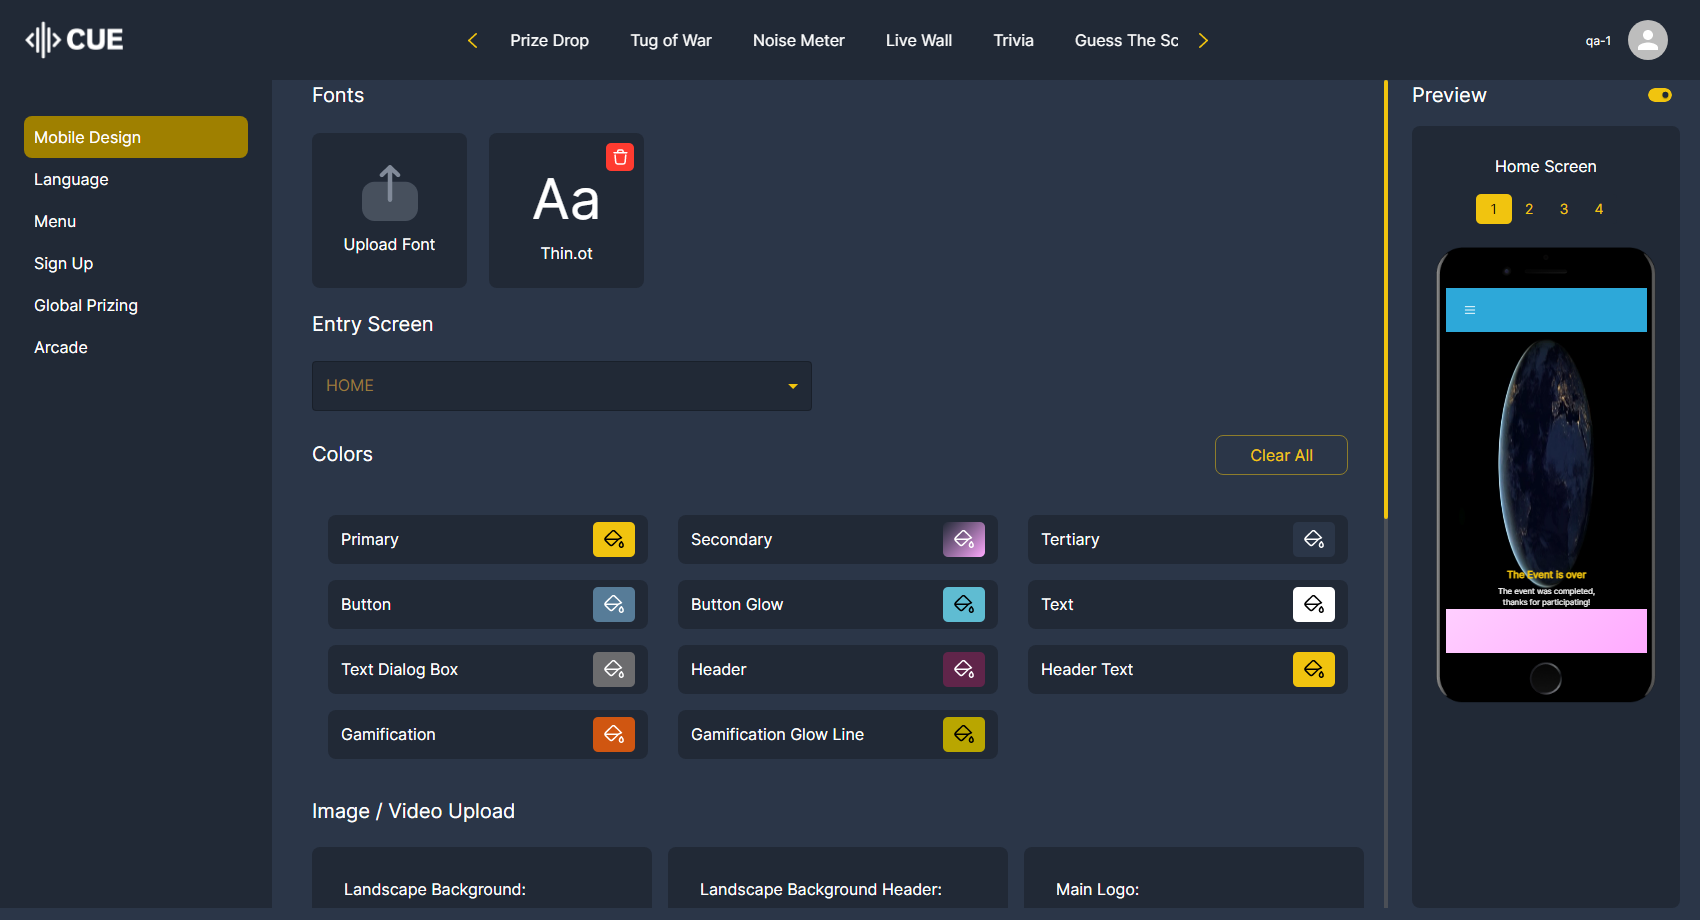 CUE
Prize Drop
Tug of War
Noise Meter
Live Wall
Trivia
Guess The Sc
qa-1
Mobile Design
Language
Menu
Sign Up
Global Prizing
Arcade
Fonts
Upload Font
Aa
Thin.ot
Entry Screen
HOME
Colors
Clear All
Primary
Secondary
Tertiary
Button
Button Glow
Text
Text Dialog Box
Header
Header Text
Gamification
Gamification Glow Line
Image / Video Upload
Landscape Background:
Landscape Background Header:
Main Logo:
Preview
Home Screen
1 2 3 4
The Event is over
The event was completed,
thanks for participating!